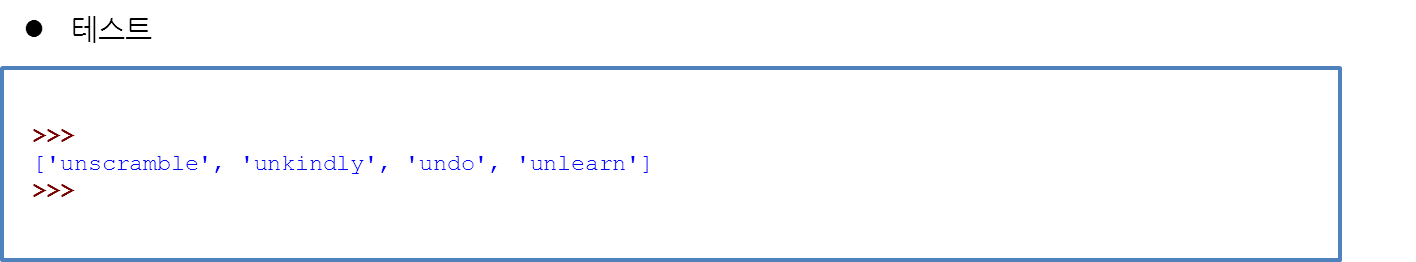 ● 테스트
>>>
['unscramble', 'unkindly', 'undo', 'unlearn']
>>>